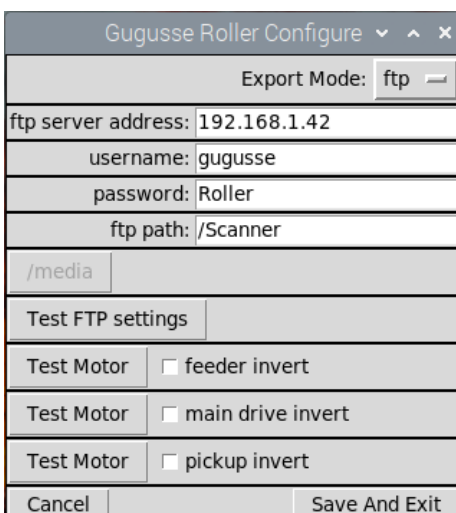 Gugusse Roller Configure
Export Mode: ftp
ftp server address: 192.168.1.42
username: gugusse
password: Roller
ftp path: /Scanner
/media
Test FTP settings
Test Motor feeder invert
Test Motor main drive invert
Test Motor pickup invert
Cancel Save And Exit